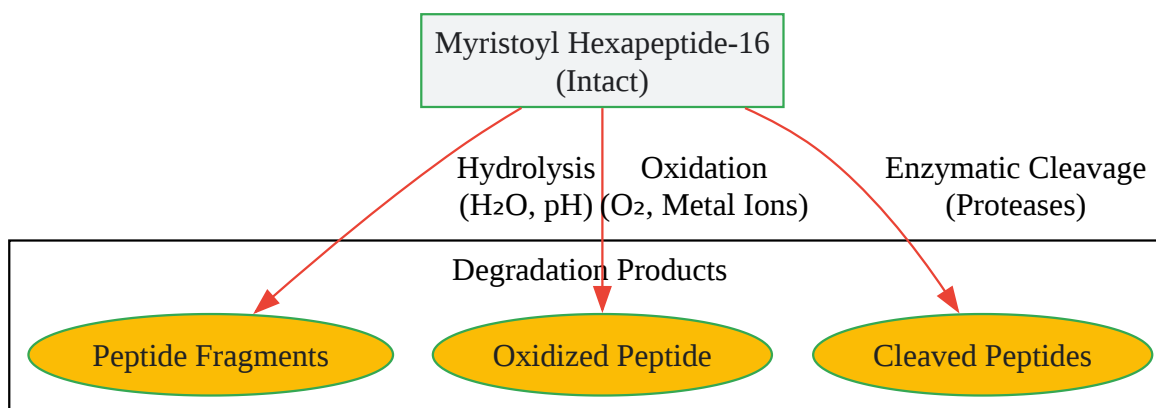 Myristoyl Hexapeptide-16
(Intact)
Hydrolysis
(H₂O, pH)
Oxidation
(O₂, Metal Ions)
Enzymatic Cleavage
(Proteases)
Degradation Products
Peptide Fragments
Oxidized Peptide
Cleaved Peptides